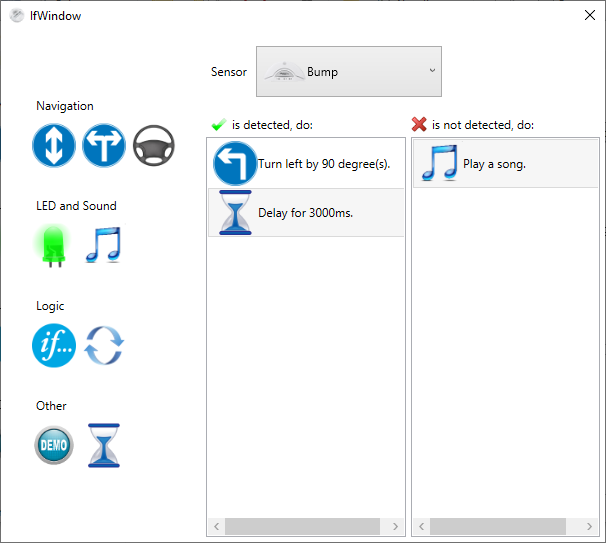 IfWindow
Sensor
Bump
Navigation
LED and Sound
Logic
if...
Other
DEMO
is detected, do:
Turn left by 90 degree(s).
Delay for 3000ms.
is not detected, do:
Play a song.